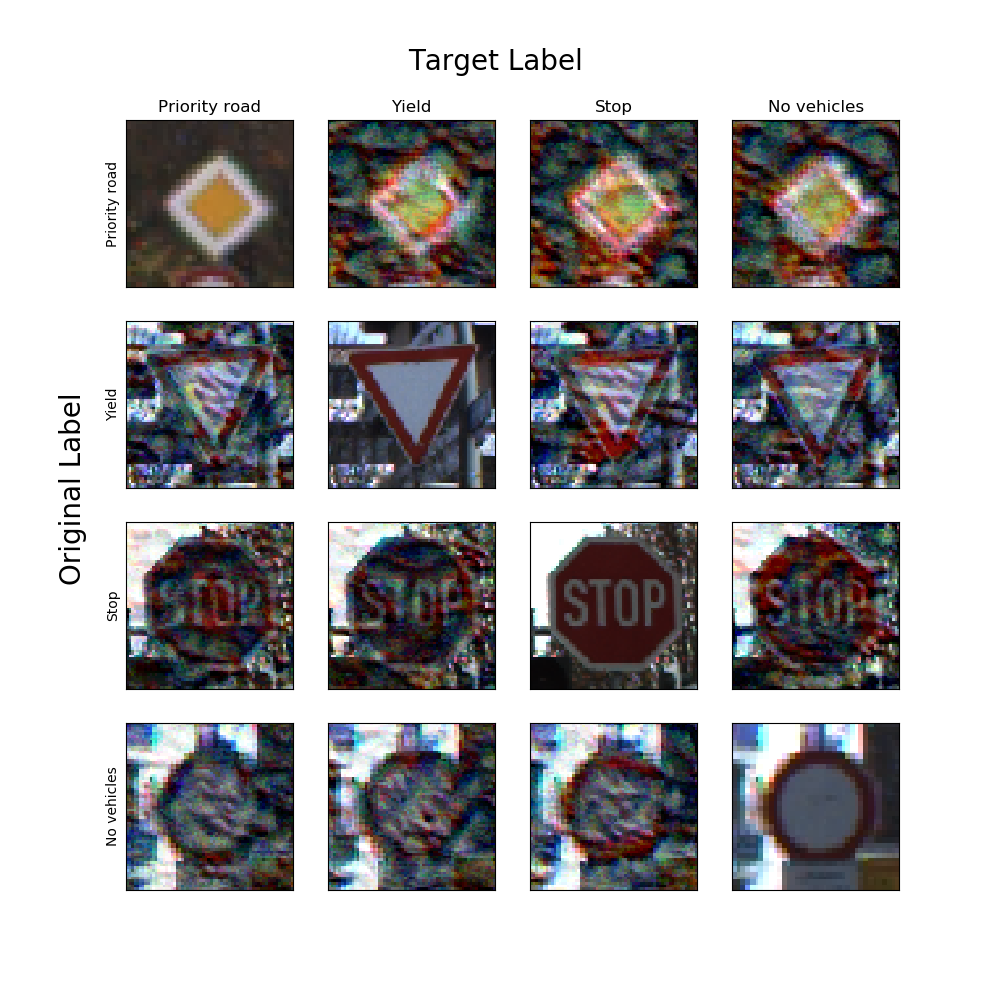 Target Label
Priority road Yield Stop No vehicles
Priority road
Original Label
Yield
Stop
No vehicles
STOP STOP STOP STOP